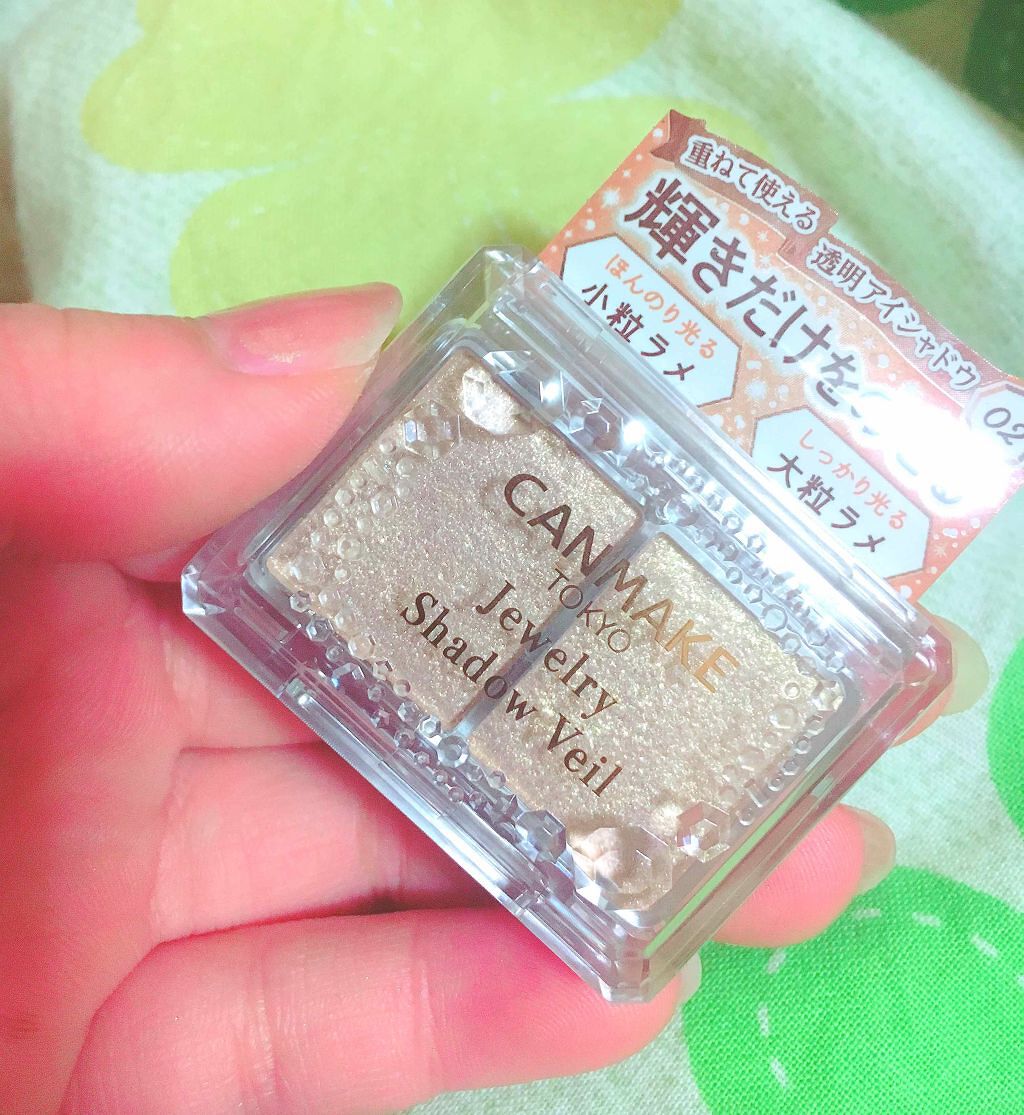 重ねて使える
透明アイシャドウ
輝きだけを
02
ほんのり光る
小粒ラメ
しっかり光る
大粒ラメ
CANMAKE
TOKYO
Jewelry
Shadow Veil